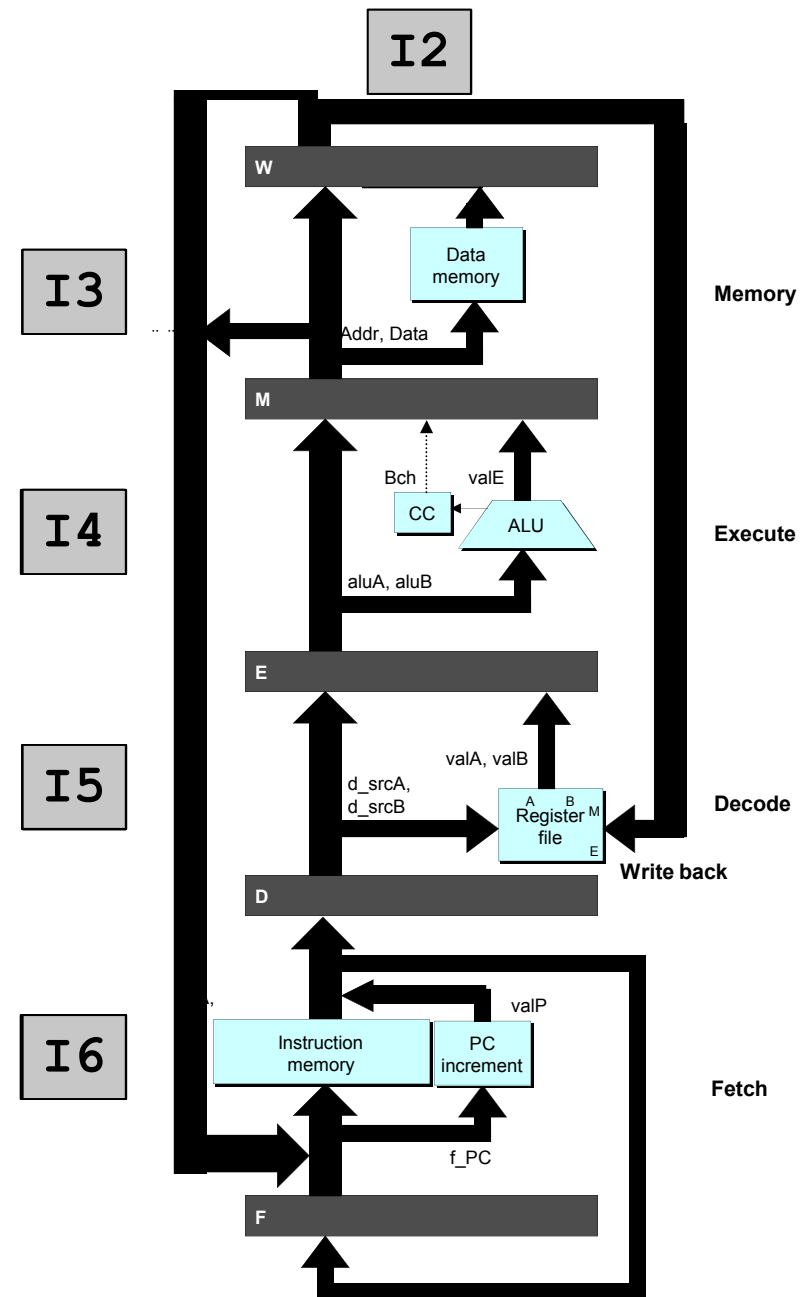 I2
W
Data
memory
I3
Memory
Addr, Data
M
Bch
valE
CC
ALU
I4
Execute
aluA, aluB
E
valA, valB
I5
d_srcA,
d_srcB
A B
Register M
file
E
Decode
Write back
D
valP
I6
Instruction
memory
PC
increment
Fetch
f_PC
F